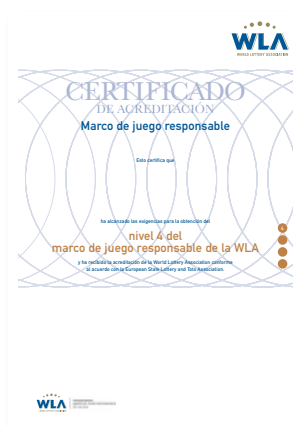 WLA
WORLD LOTTERY ASSOCIATION
CERTIFICADO
DE ACREDITACIÓN
Marco de juego responsable
Esto certifica que
ha alcanzado las exigencias para la obtención del
nivel 4 del
marco de juego responsable de la WLA
4
y ha recibido la acreditación de la World Lottery Association conforme
al acuerdo con la European State Lottery and Toto Association.
WLA